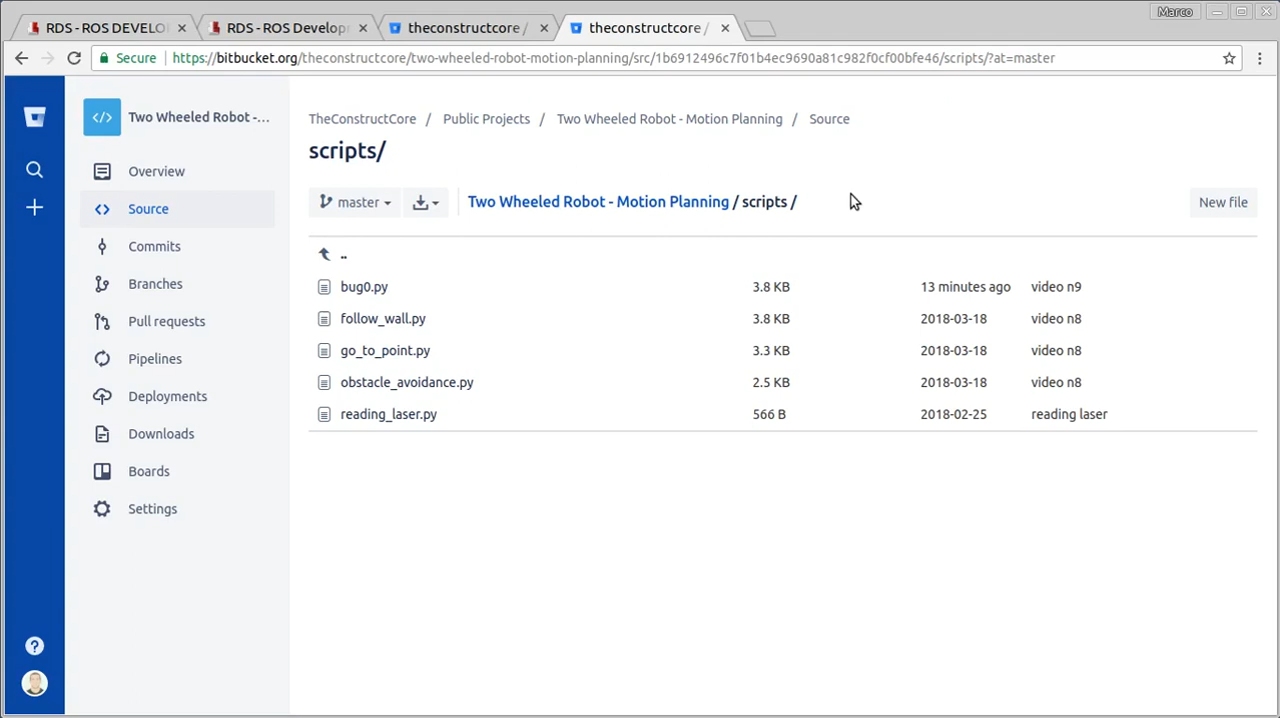 Marco
RDS - ROS DEVELO
RDS - ROS Develop
theconstructcore /
theconstructcore /
Secure
https://bitbucket.org/theconstructcore/two-wheeled-robot-motion-planning/src/1b6912496c7f01b4ec9690a81c982f0cf00bfe46/scripts/?at=master
Two Wheeled Robot -...
Overview
Source
Commits
Branches
Pull requests
Pipelines
Deployments
Downloads
Boards
Settings
TheConstructCore / Public Projects / Two Wheeled Robot - Motion Planning / Source
scripts/
master
Two Wheeled Robot - Motion Planning / scripts /
New file
..
bug0.py 3.8 KB 13 minutes ago video n9
follow_wall.py 3.8 KB 2018-03-18 video n8
go_to_point.py 3.3 KB 2018-03-18 video n8
obstacle_avoidance.py 2.5 KB 2018-03-18 video n8
reading_laser.py 566 B 2018-02-25 reading laser